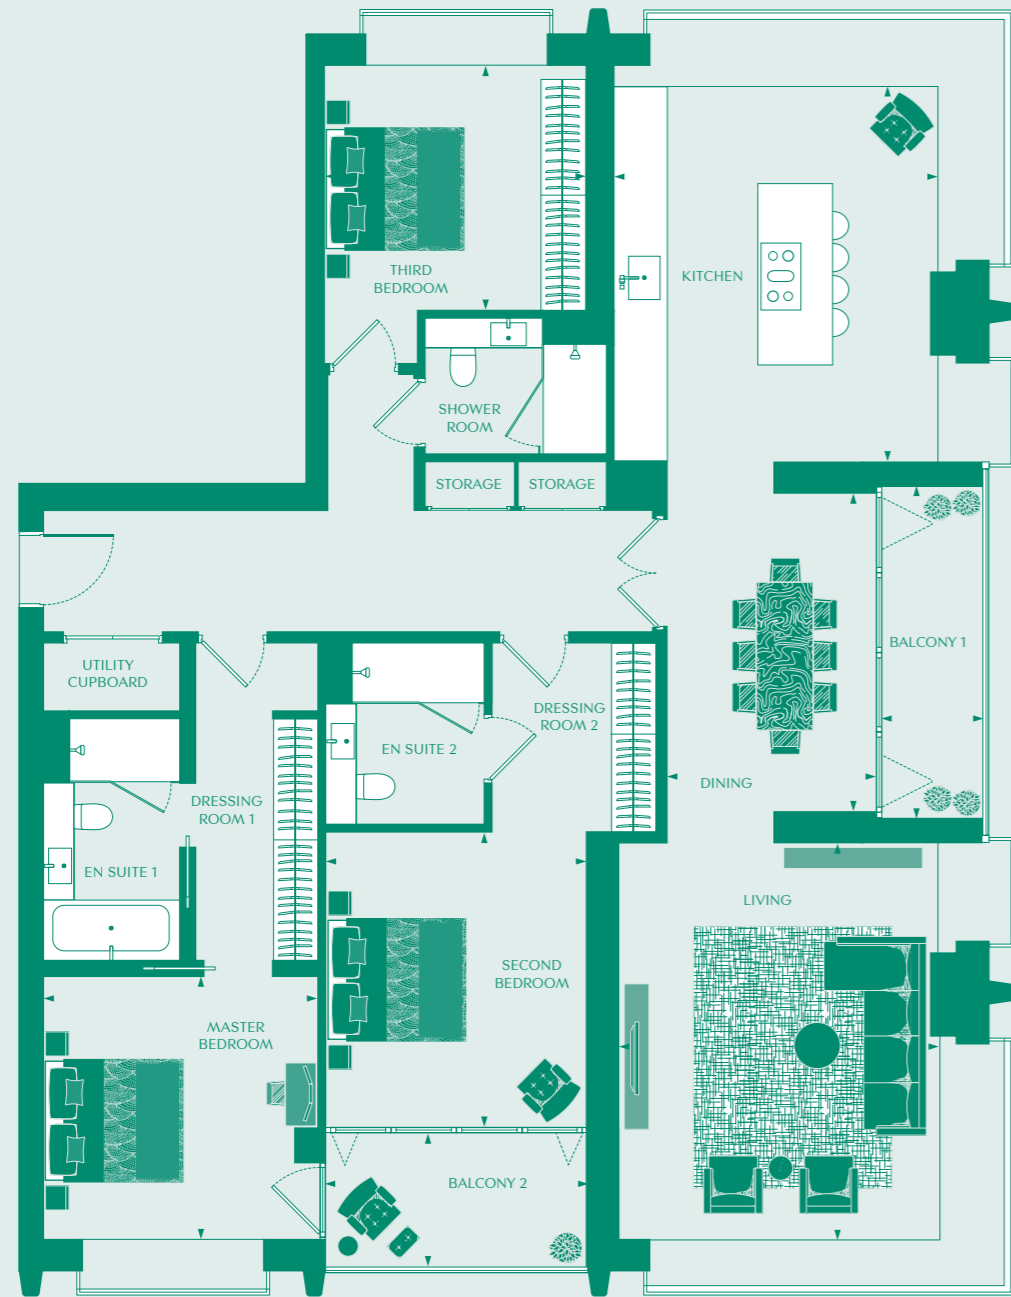 THIRD
BEDROOM
KITCHEN
SHOWER
ROOM
STORAGE
STORAGE
UTILITY
CUPBOARD
BALCONY 1
DRESSING
ROOM 2
EN SUITE 2
DINING
DRESSING
ROOM 1
EN SUITE 1
LIVING
SECOND
BEDROOM
MASTER
BEDROOM
BALCONY 2